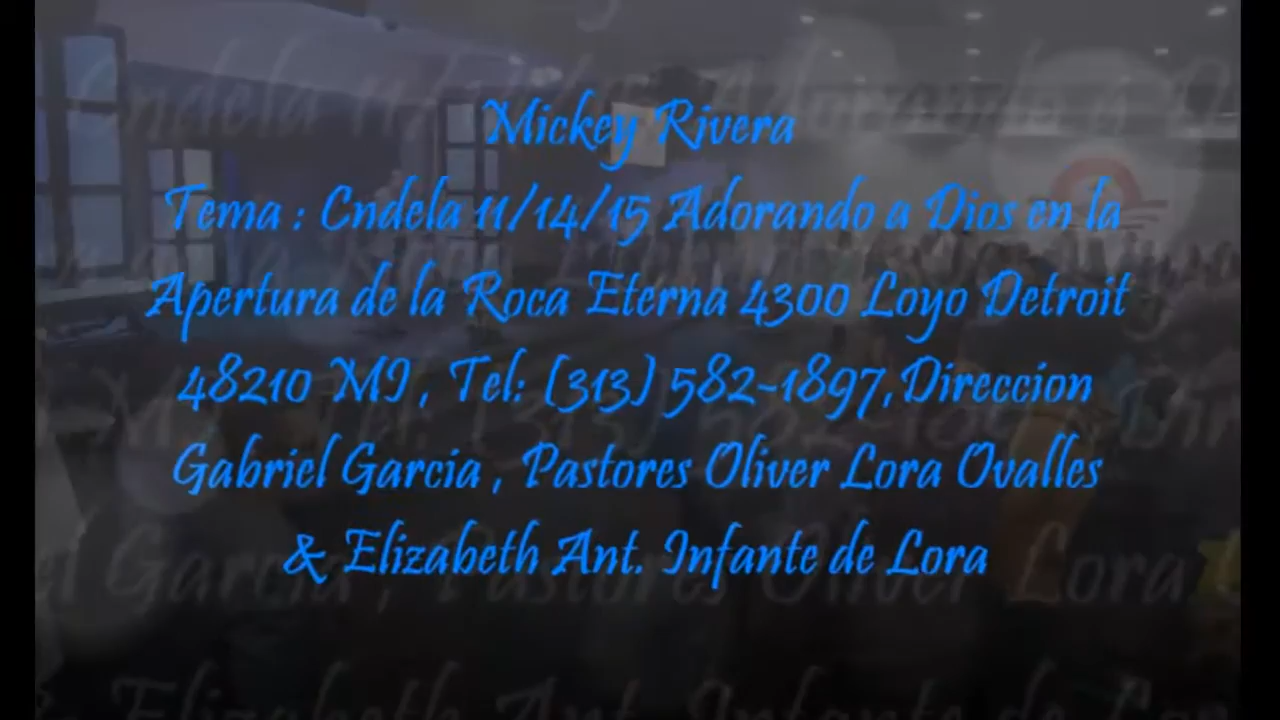 Mickey Rivera
Tema : Cndela 11/14/15 Adorando a Dios en la
Apertura de la Roca Eterna 4300 Loyo Detroit
48210 MI , Tel: (313) 582-1897, Direccion
Gabriel Garcia , Pastores Oliver Lora Ovalles
& Elizabeth Ant. Infante de Lora